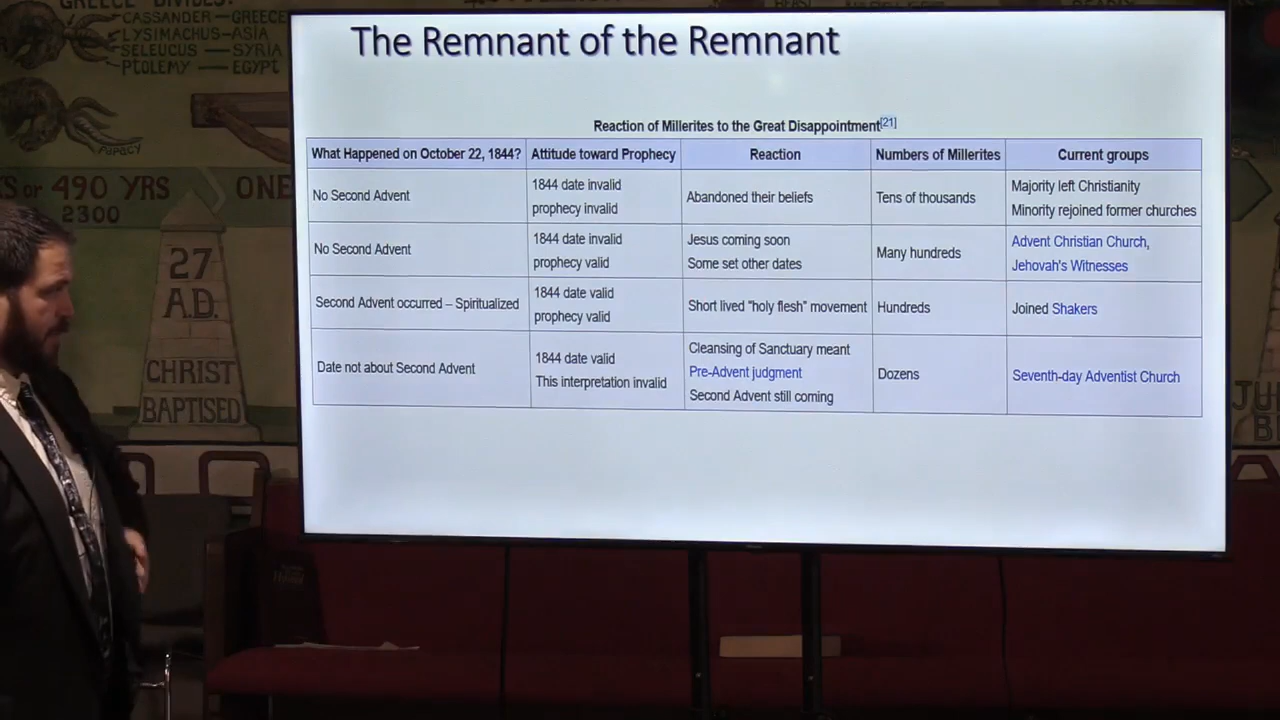 GREECE DIVIDES:
CASSANDER — GREECE
LYSIMACHUS-ASIA
SELEUCUS — SYRIA
PTOLEMY — EGYPT
PAPACY
OR 490 YRS
2300
ONE
27
A.D.
CHRIST
BAPTISED
The Remnant of the Remnant
Reaction of Millerites to the Great Disappointment[21]
What Happened on October 22, 1844? Attitude toward Prophecy Reaction Numbers of Millerites Current groups
No Second Advent 1844 date invalid Abandoned their beliefs Tens of thousands Majority left Christianity
prophecy invalid Minority rejoined former churches
No Second Advent 1844 date invalid Jesus coming soon Many hundreds Advent Christian Church,
prophecy valid Some set other dates Jehovah's Witnesses
Second Advent occurred – Spiritualized 1844 date valid Short lived "holy flesh" movement Hundreds Joined Shakers
prophecy valid
Date not about Second Advent 1844 date valid Cleansing of Sanctuary meant Dozens Seventh-day Adventist Church
This interpretation invalid Pre-Advent judgment
Second Advent still coming